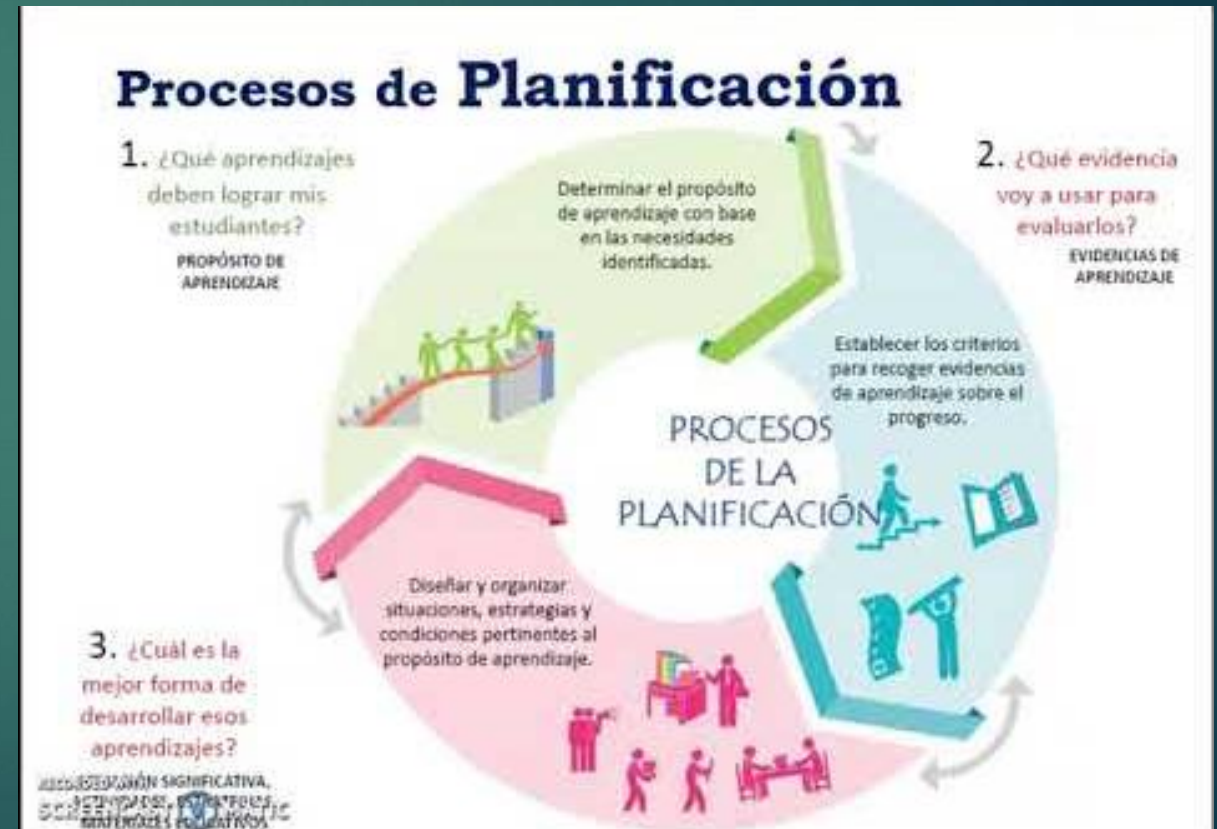 Procesos de Planificación
1. ¿Qué aprendizajes
deben lograr mis
estudiantes?
PROPÓSITO DE
APRENDIZAJE
Determinar el propósito
de aprendizaje con base
en las necesidades
identificadas.
2. ¿Qué evidencia
voy a usar para
evaluarlos?
EVIDENCIAS DE
APRENDIZAJE
Establecer los criterios
para recoger evidencias
de aprendizaje sobre el
progreso.
PROCESOS
DE LA
PLANIFICACIÓN
Diseñar y organizar
situaciones, estrategias y
condiciones pertinentes al
propósito de aprendizaje.
3. ¿Cuál es la
mejor forma de
desarrollar esos
aprendizajes?
SIGNIFICATIVA,
MATERIALES EDUCATIVOS